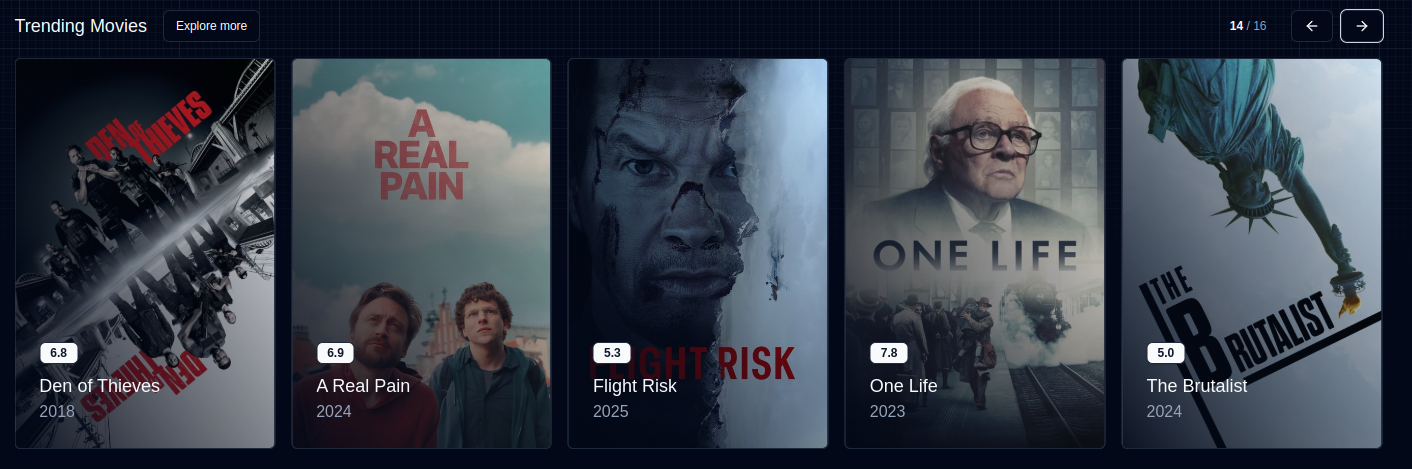 Trending Movies
Explore more
14 / 16
DEN OF
THIEVES
6.8
Den of Thieves
2018
DEN
THIEVES
A
REAL
PAIN
6.9
A Real Pain
2024
FLIGHT RISK
5.3
Flight Risk
2025
ONE LIFE
7.8
One Life
2023
THE
BRUTALIST
5.0
The Brutalist
2024